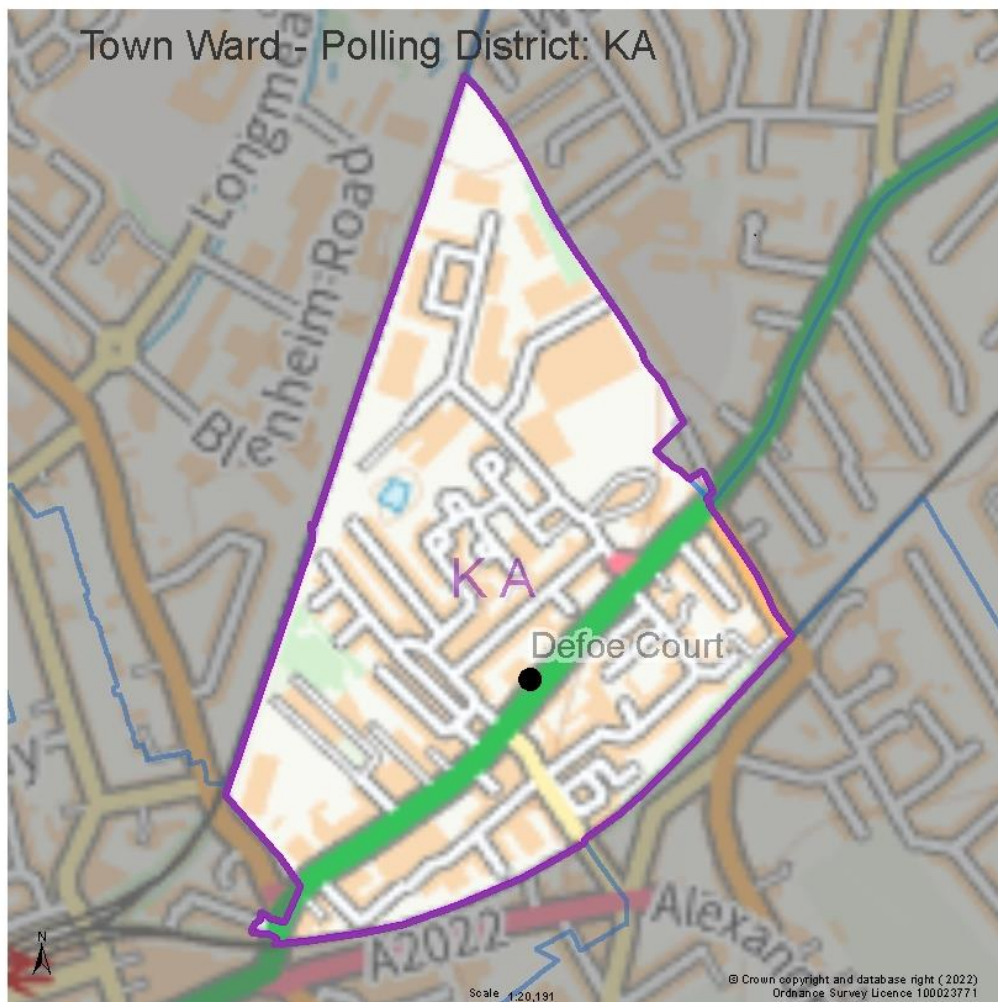 Town Ward - Polling District: KA
Longmea
Blenheim Road
KA
Defoe Court
A2022
Alexan
N
Scale 1:20,191
© Crown copyright and database right ( 2022)
Ordnance Survey Licence 100023771